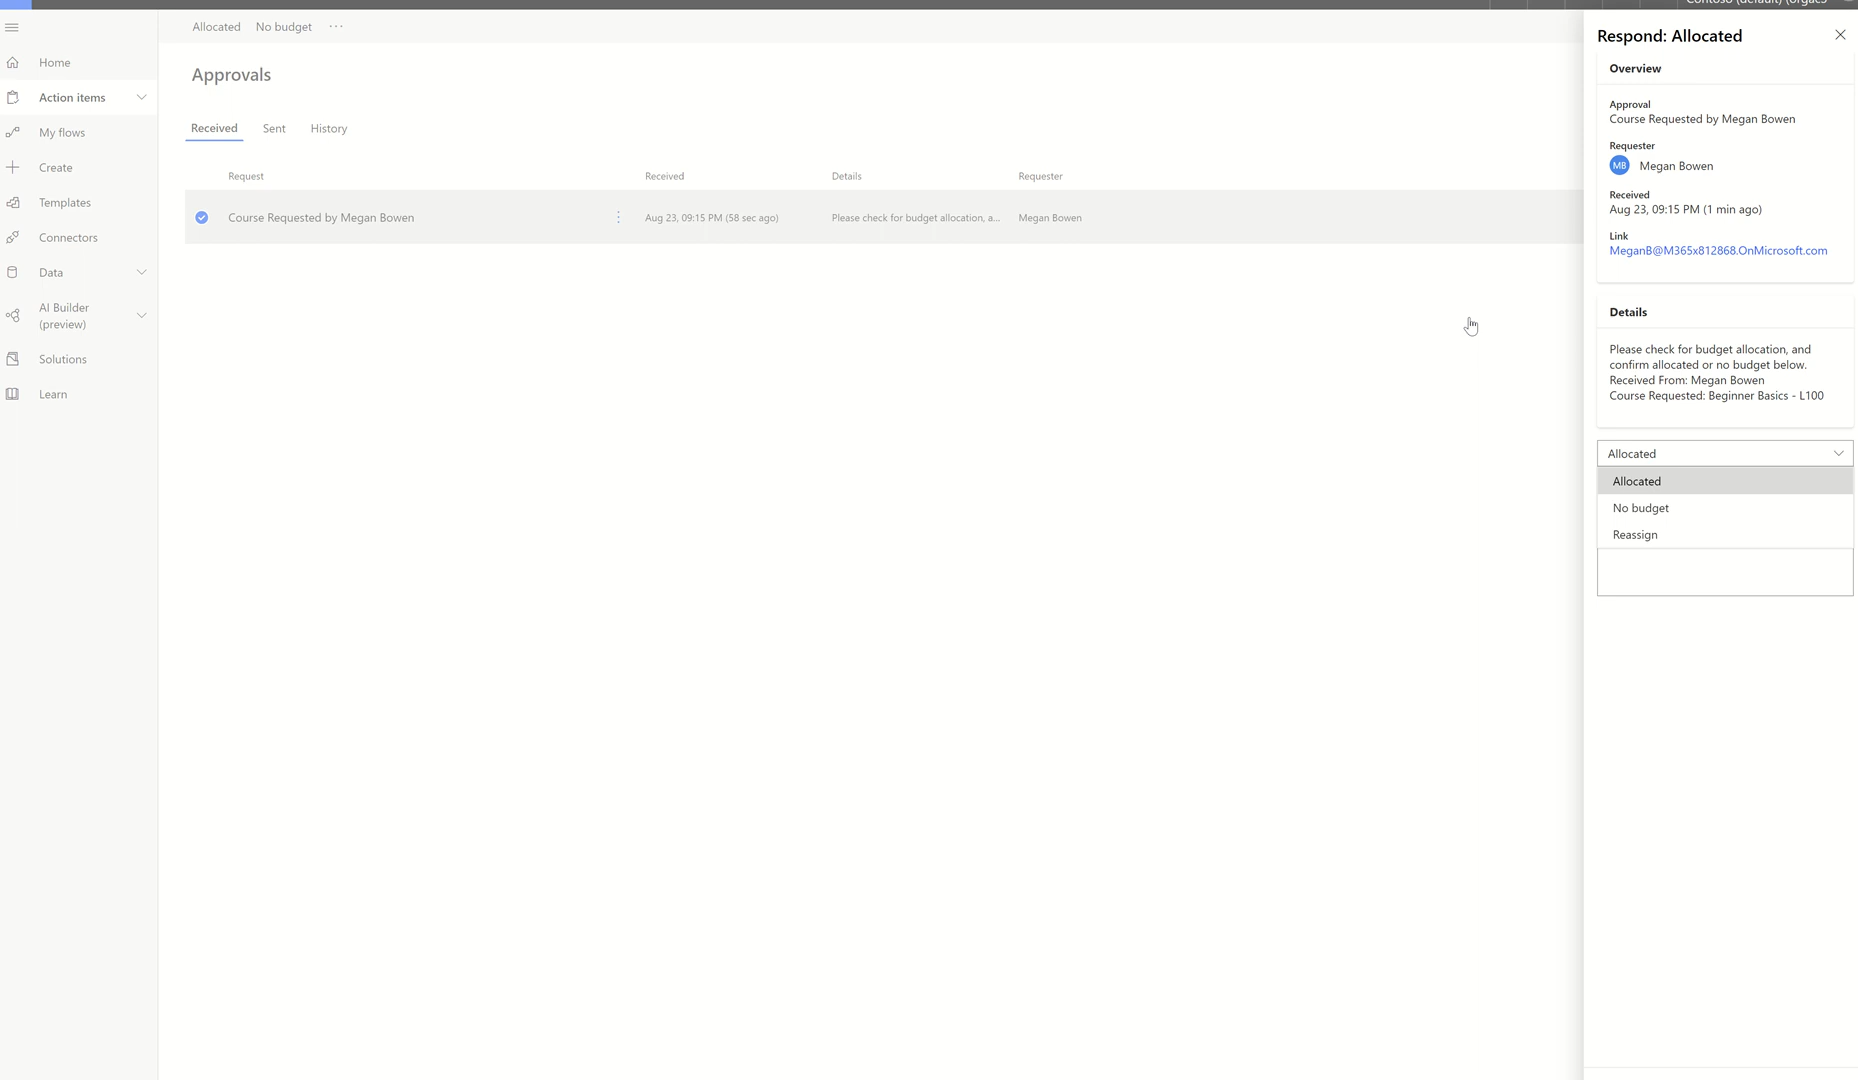 Contoso (default) (orgac5
Allocated No budget ...
Respond: Allocated
Home
Action items
My flows
Create
Templates
Connectors
Data
AI Builder
(preview)
Solutions
Learn
Approvals
Received Sent History
Request Received Details Requester
Course Requested by Megan Bowen Aug 23, 09:15 PM (58 sec ago) Please check for budget allocation, a... Megan Bowen
Overview
Approval
Course Requested by Megan Bowen
Requester
MB Megan Bowen
Received
Aug 23, 09:15 PM (1 min ago)
Link
MeganB@M365x812868.OnMicrosoft.com
Details
Please check for budget allocation, and
confirm allocated or no budget below.
Received From: Megan Bowen
Course Requested: Beginner Basics - L100
Allocated
Allocated
No budget
Reassign